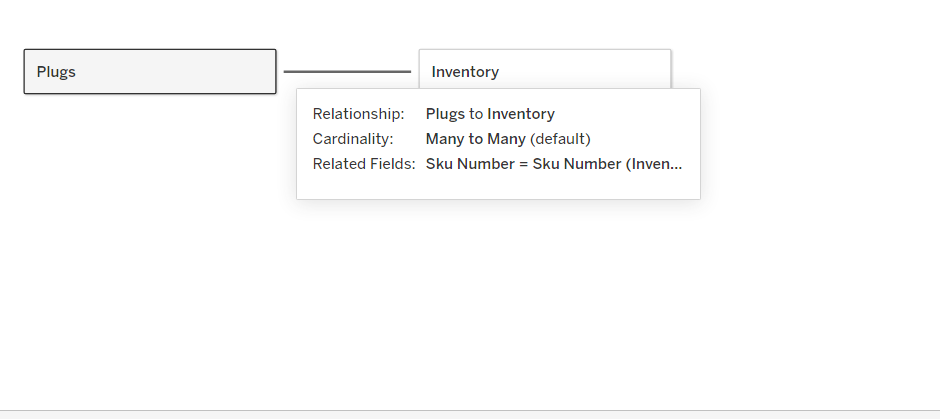 Plugs
Inventory
Relationship: Plugs to Inventory
Cardinality: Many to Many (default)
Related Fields: Sku Number = Sku Number (Inven...